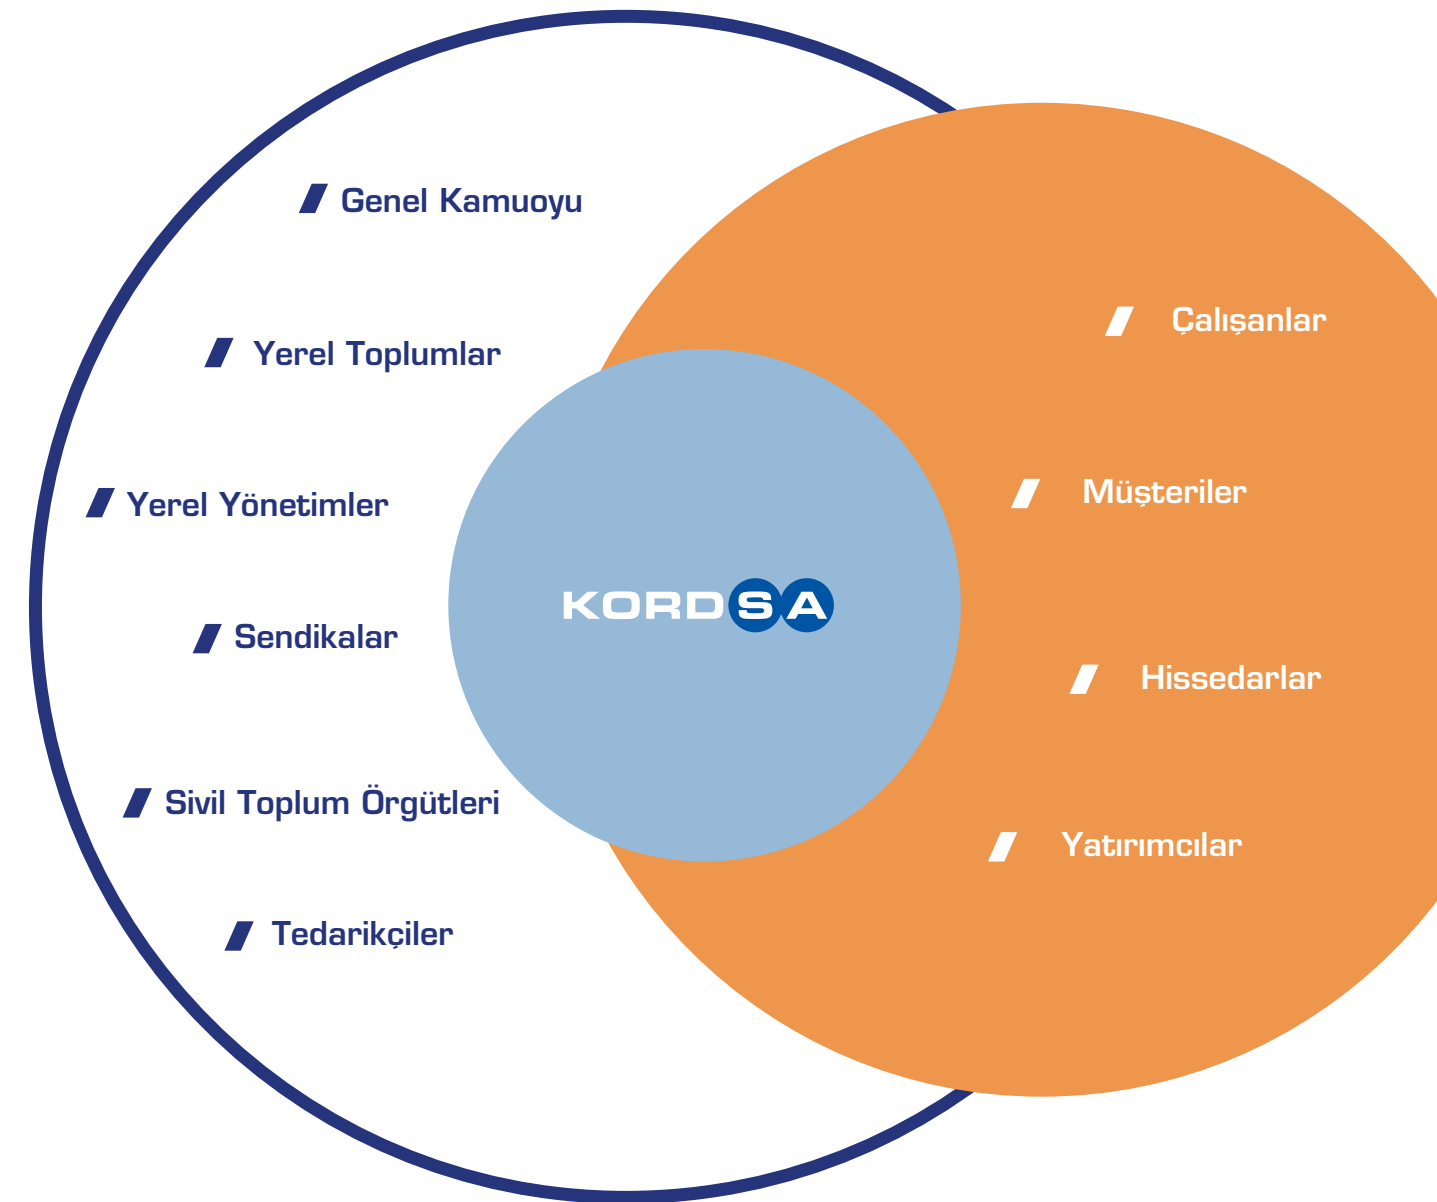 Genel Kamuoyu
Yerel Toplumlar
Yerel Yönetimler
Sendikalar
Sivil Toplum Örgütleri
Tedarikçiler
KORDSA
Çalışanlar
Müşteriler
Hissedarlar
Yatırımcılar